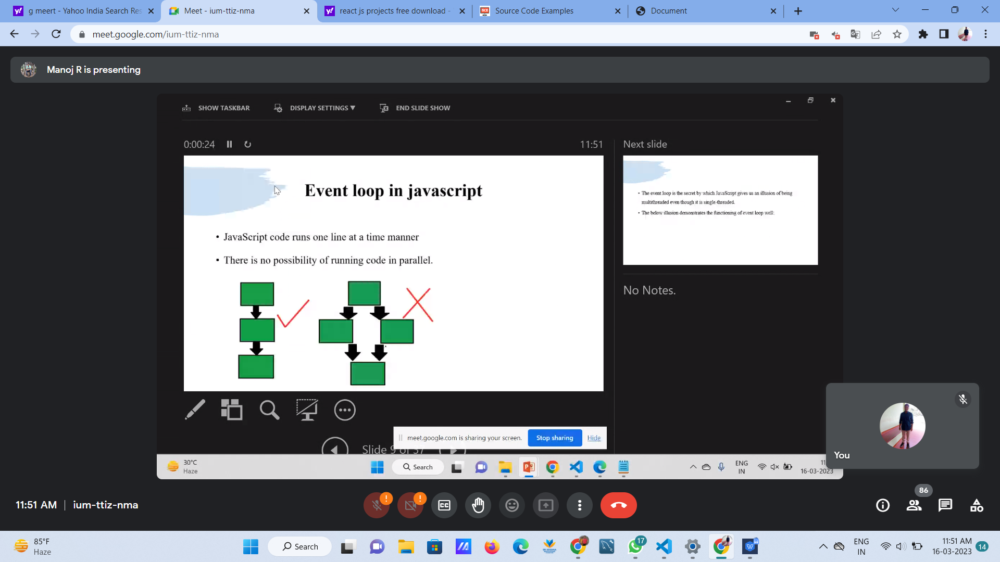 g meert - Yahoo India Search Res
Meet - ium-ttiz-nma
react js projects free download -
Source Code Examples
Document
meet.google.com/ium-ttiz-nma
Manoj R is presenting
SHOW TASKBAR
DISPLAY SETTINGS ▼
END SLIDE SHOW
0:00:24
11:51
Next slide
Event loop in javascript
• JavaScript code runs one line at a time manner
• There is no possibility of running code in parallel.
• The event loop is the secret by which JavaScript gives us an illusion of being
multithreaded even though it is single-threaded.
• The below illusion demonstrates the functioning of event loop well:
No Notes.
meet.google.com is sharing your screen.
Stop sharing
Hide
Slide 9 of 37
You
30°C
Haze
Search
ENG
IN
11
16-03-2023
11:51 AM | ium-ttiz-nma
86
85°F
Haze
Search
17
ENG
IN
11:51 AM
16-03-2023
14